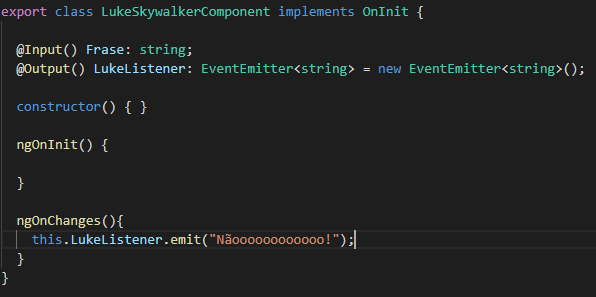 export class LukeSkywalkerComponent implements OnInit {
@Input() Frase: string;
@Output() LukeListener: EventEmitter<string> = new EventEmitter<string>();
constructor() { }
ngOnInit() {
}
ngOnChanges(){
this.LukeListener.emit("Nãoooooooooooo!");
}
}